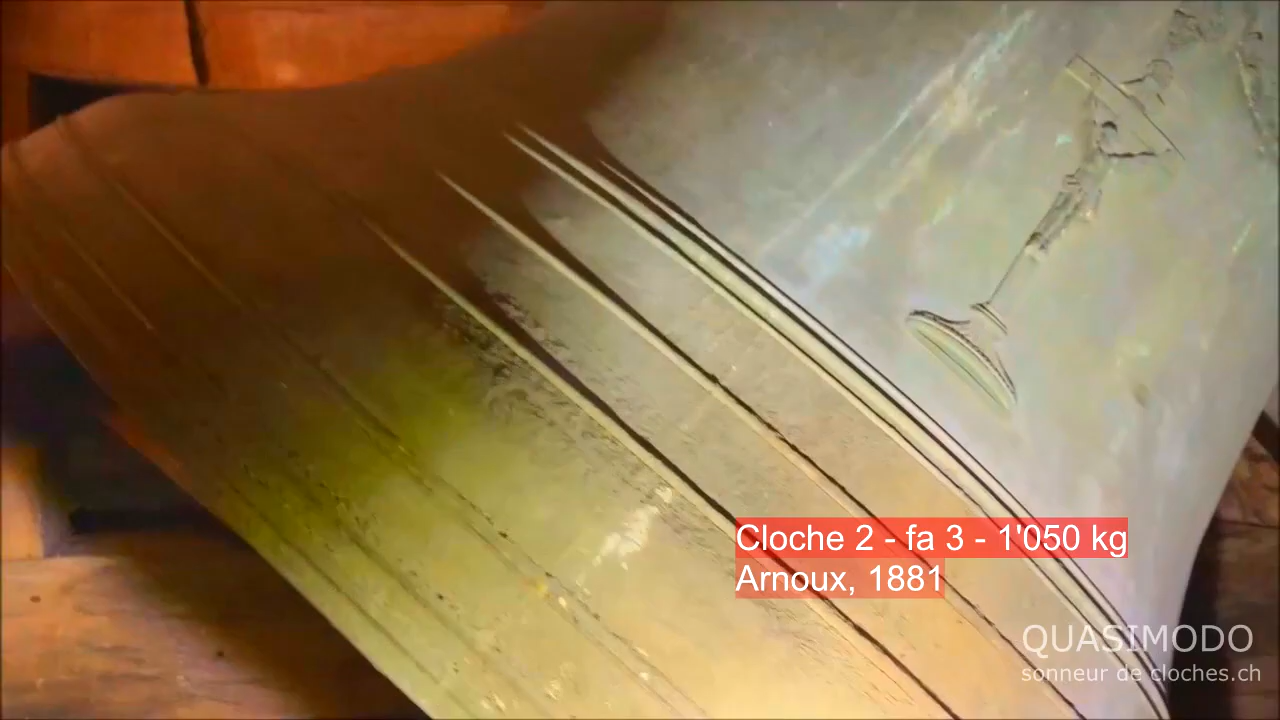 Cloche 2 - fa 3 - 1'050 kg
Arnoux, 1881
QUASIMODO
sonneur de cloches.ch